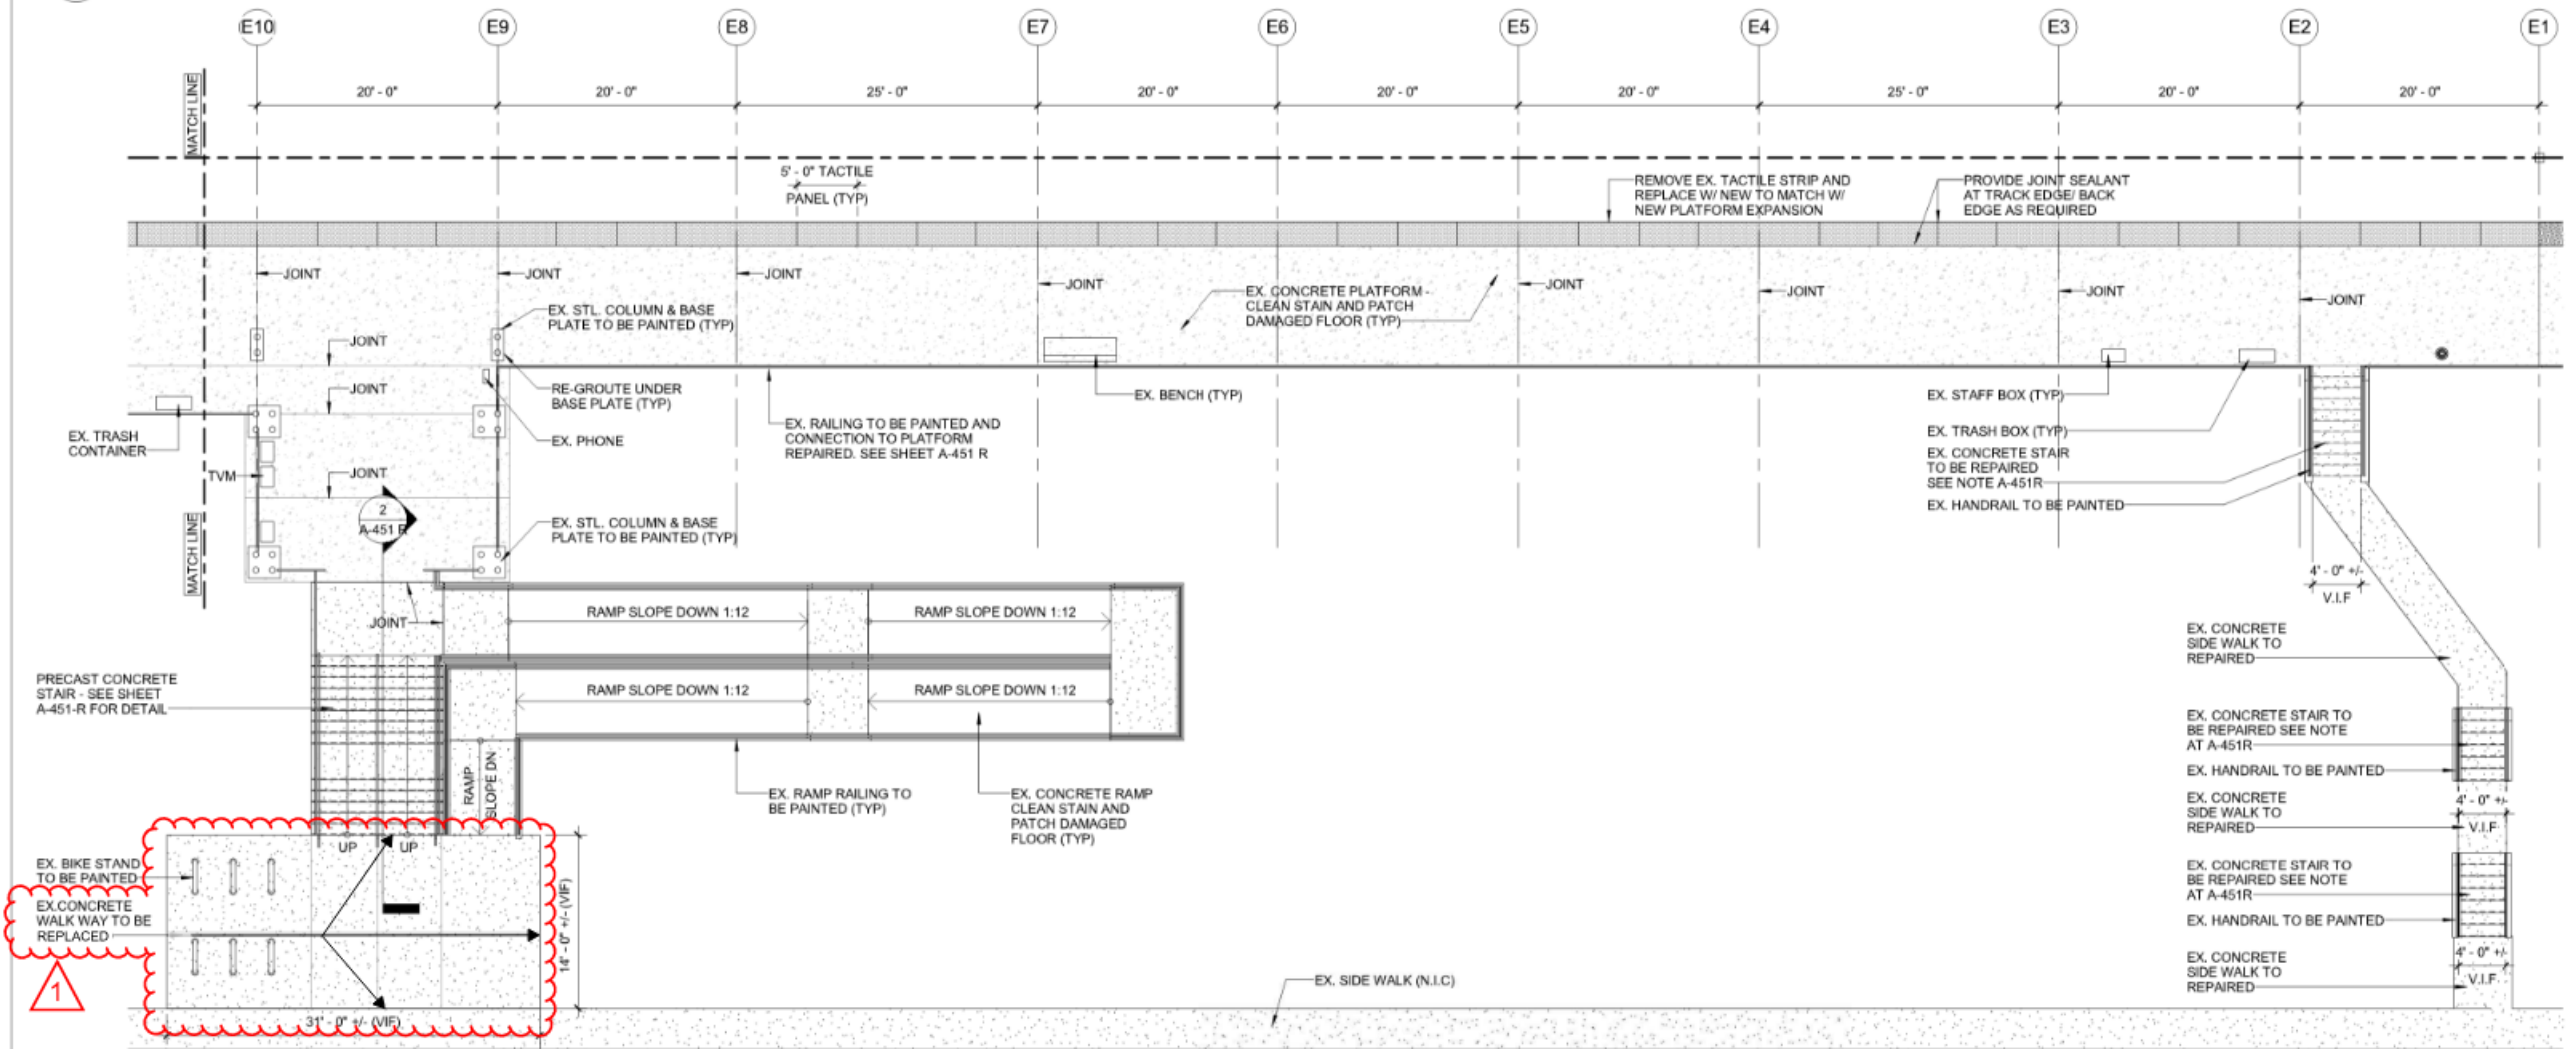 E10
E9
E8
E7
E6
E5
E4
E3
E2
E1
MATCH LINE
20' - 0"
20' - 0"
25' - 0"
20' - 0"
20' - 0"
20' - 0"
25' - 0"
20' - 0"
20' - 0"
5' - 0" TACTILE
PANEL (TYP)
REMOVE EX. TACTILE STRIP AND
REPLACE W/ NEW TO MATCH W/
NEW PLATFORM EXPANSION
PROVIDE JOINT SEALANT
AT TRACK EDGE/ BACK
EDGE AS REQUIRED
JOINT
JOINT
JOINT
JOINT
JOINT
JOINT
JOINT
JOINT
EX. CONCRETE PLATFORM -
CLEAN STAIN AND PATCH
DAMAGED FLOOR (TYP)
EX. STL. COLUMN & BASE
PLATE TO BE PAINTED (TYP)
JOINT
JOINT
RE-GROUTE UNDER
BASE PLATE (TYP)
EX. BENCH (TYP)
EX. STAFF BOX (TYP)
EX. TRASH
CONTAINER
EX. PHONE
EX. RAILING TO BE PAINTED AND
CONNECTION TO PLATFORM
REPAIRED. SEE SHEET A-451 R
EX. TRASH BOX (TYP)
EX. CONCRETE STAIR
TO BE REPAIRED
SEE NOTE A-451R
EX. HANDRAIL TO BE PAINTED
TVM
JOINT
MATCH LINE
2
A-451 R
EX. STL. COLUMN & BASE
PLATE TO BE PAINTED (TYP)
4' - 0" +/-
V.I.F
JOINT
RAMP SLOPE DOWN 1:12
RAMP SLOPE DOWN 1:12
EX. CONCRETE
SIDE WALK TO
REPAIRED
PRECAST CONCRETE
STAIR - SEE SHEET
A-451-R FOR DETAIL
RAMP SLOPE DOWN 1:12
RAMP SLOPE DOWN 1:12
RAMP
SLOPE DN
EX. CONCRETE STAIR TO
BE REPAIRED SEE NOTE
AT A-451R
EX. HANDRAIL TO BE PAINTED
EX. RAMP RAILING TO
BE PAINTED (TYP)
EX. CONCRETE RAMP
CLEAN STAIN AND
PATCH DAMAGED
FLOOR (TYP)
EX. CONCRETE
SIDE WALK TO
REPAIRED
4' - 0" +/-
V.I.F
UP
UP
EX. BIKE STAND
TO BE PAINTED
EX.CONCRETE
WALK WAY TO BE
REPLACED
1
14' - 0" +/- (VIF)
31' - 0" +/- (VIF)
EX. CONCRETE STAIR TO
BE REPAIRED SEE NOTE
AT A-451R
EX. HANDRAIL TO BE PAINTED
EX. CONCRETE
SIDE WALK TO
REPAIRED
4' - 0" +/-
V.I.F
EX. SIDE WALK (N.I.C)